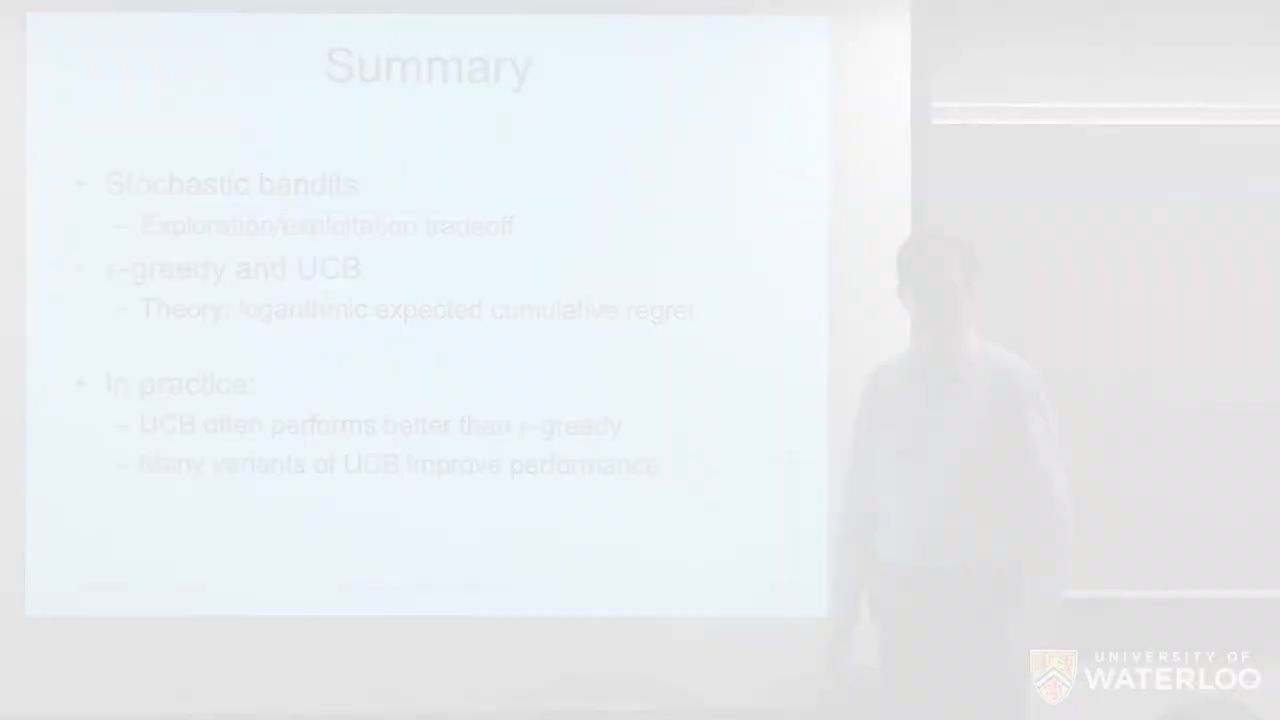 Summary
• Stochastic bandits
– Exploration/exploitation tradeoff
• ε-greedy and UCB
– Theory: logarithmic expected cumulative regret
• In practice:
– UCB often performs better than ε-greedy
– Many variants of UCB improve performance
UNIVERSITY OF
WATERLOO